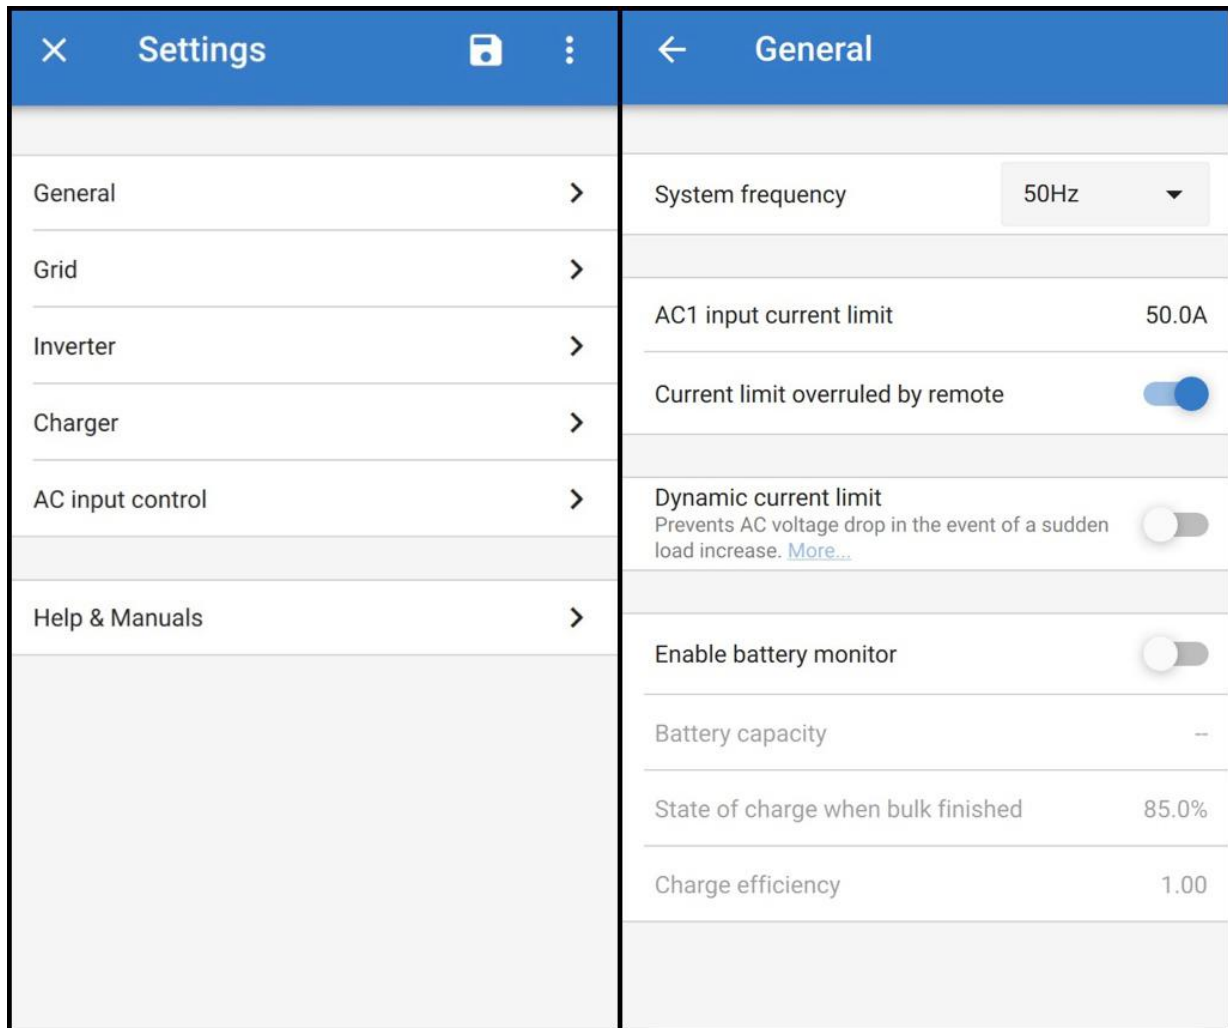 Settings
General
Grid
Inverter
Charger
AC input control
Help & Manuals
General
System frequency 50Hz
AC1 input current limit 50.0A
Current limit overruled by remote
Dynamic current limit
Prevents AC voltage drop in the event of a sudden
load increase. More...
Enable battery monitor
Battery capacity --
State of charge when bulk finished 85.0%
Charge efficiency 1.00